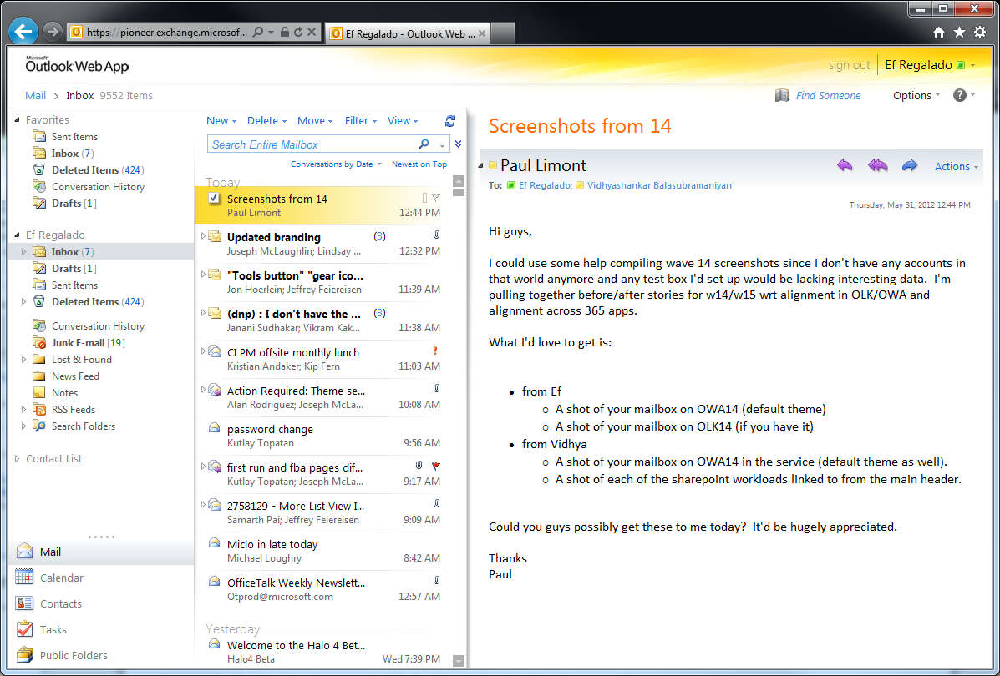 https://pioneer.exchange.microsof...
Ef Regalado - Outlook Web ...
Microsoft®
Outlook Web App
sign out
Ef Regalado
Mail > Inbox 9552 Items
Find Someone
Options
Favorites
Sent Items
Inbox (7)
Deleted Items (424)
Conversation History
Drafts [1]
Ef Regalado
Inbox (7)
Drafts [1]
Sent Items
Deleted Items (424)
Conversation History
Junk E-mail [19]
Lost & Found
News Feed
Notes
RSS Feeds
Search Folders
Contact List
Mail
Calendar
Contacts
Tasks
Public Folders
New Delete Move Filter View
Search Entire Mailbox
Conversations by Date Newest on Top
Today
Screenshots from 14
Paul Limont 12:44 PM
Updated branding (3)
Joseph McLaughlin; Lindsay ... 12:32 PM
"Tools button" "gear ico...
Jon Hoerlein; Jeffrey Feiereisen 11:39 AM
(dnp) : I don't have the ... (3)
Janani Sudhakar; Vikram Kak... 11:38 AM
CI PM offsite monthly lunch
Kristian Andaker; Kip Fern 11:03 AM
Action Required: Theme se...
Alan Rodriguez; Joseph McLa... 10:08 AM
password change
Kutlay Topatan 9:56 AM
first run and fba pages dif...
Kutlay Topatan; Joseph McLa... 9:17 AM
2758129 - More List View I...
Samarth Pai; Jeffrey Feiereisen 9:09 AM
Miclo in late today
Michael Loughry 8:42 AM
OfficeTalk Weekly Newslett...
Otprod@microsoft.com 12:57 AM
Yesterday
Welcome to the Halo 4 Bet...
Halo4 Beta Wed 7:39 PM
Screenshots from 14
Paul Limont
Actions
To: Ef Regalado; Vidhyashankar Balasubramaniyan
Thursday, May 31, 2012 12:44 PM
Hi guys,
I could use some help compiling wave 14 screenshots since I don't have any accounts in
that world anymore and any test box I'd set up would be lacking interesting data. I'm
pulling together before/after stories for w14/w15 wrt alignment in OLK/OWA and
alignment across 365 apps.
What I'd love to get is:
• from Ef
○ A shot of your mailbox on OWA14 (default theme)
○ A shot of your mailbox on OLK14 (if you have it)
• from Vidhya
○ A shot of your mailbox on OWA14 in the service (default theme as well).
○ A shot of each of the sharepoint workloads linked to from the main header.
Could you guys possibly get these to me today? It'd be hugely appreciated.
Thanks
Paul